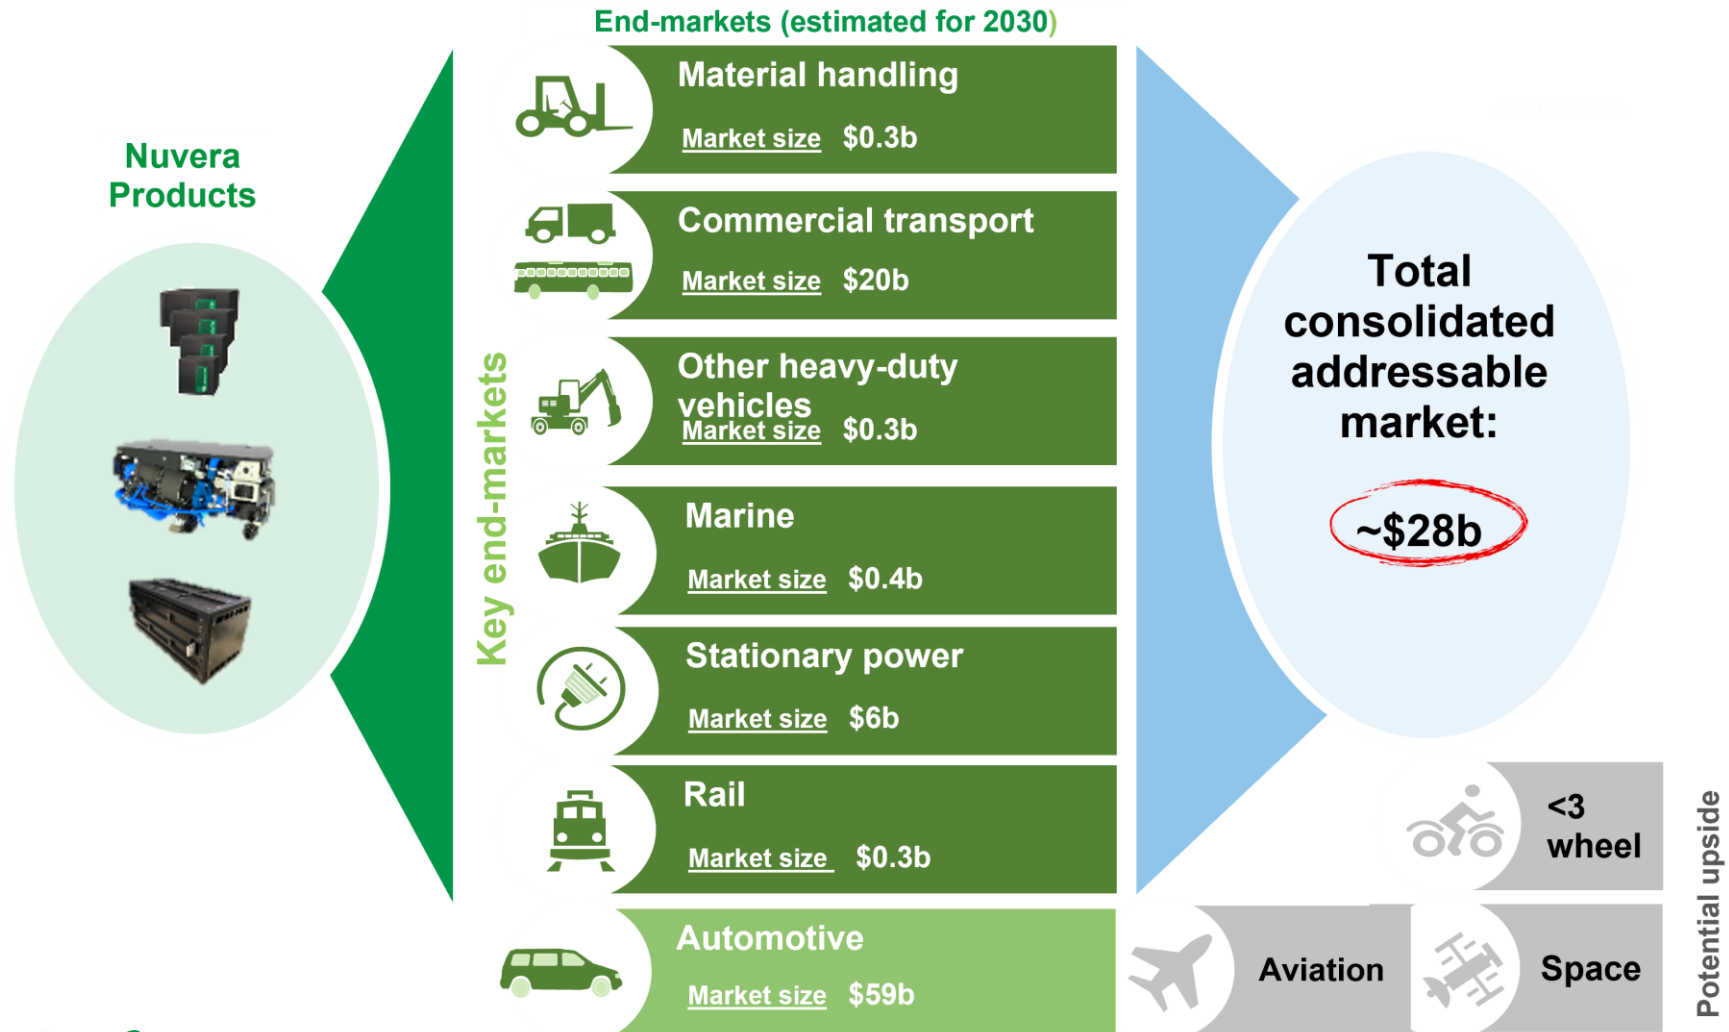 End-markets (estimated for 2030)
Nuvera
Products
Key end-markets
Material handling
Market size $0.3b
Commercial transport
Market size $20b
Other heavy-duty
vehicles
Market size $0.3b
Marine
Market size $0.4b
Stationary power
Market size $6b
Rail
Market size $0.3b
Automotive
Market size $59b
Total
consolidated
addressable
market:
~$28b
<3
wheel
Aviation
Space
Potential upside